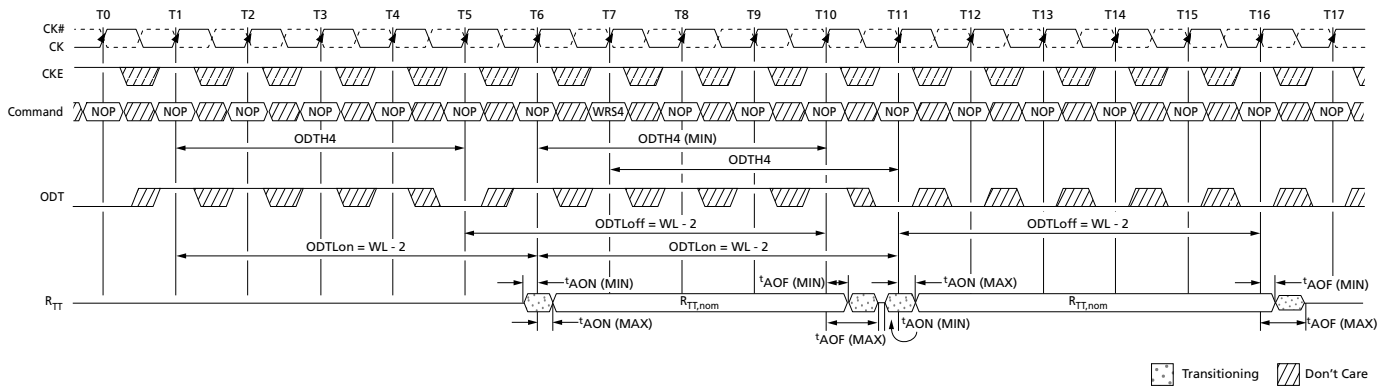 T0 T1 T2 T3 T4 T5 T6 T7 T8 T9 T10 T11 T12 T13 T14 T15 T16 T17
CK#
CK
CKE
Command NOP NOP NOP NOP NOP NOP NOP WRS4 NOP NOP NOP NOP NOP NOP NOP NOP NOP NOP
ODTH4 ODTH4 (MIN)
ODTH4
ODT
ODTLoff = WL - 2 ODTLoff = WL - 2
ODTLon = WL - 2 ODTLon = WL - 2
tAON (MIN) tAOF (MIN) tAON (MAX) tAOF (MIN)
RTT RTT,nom RTT,nom
tAON (MAX) tAON (MIN) tAOF (MAX)
tAOF (MAX)
Transitioning Don't Care